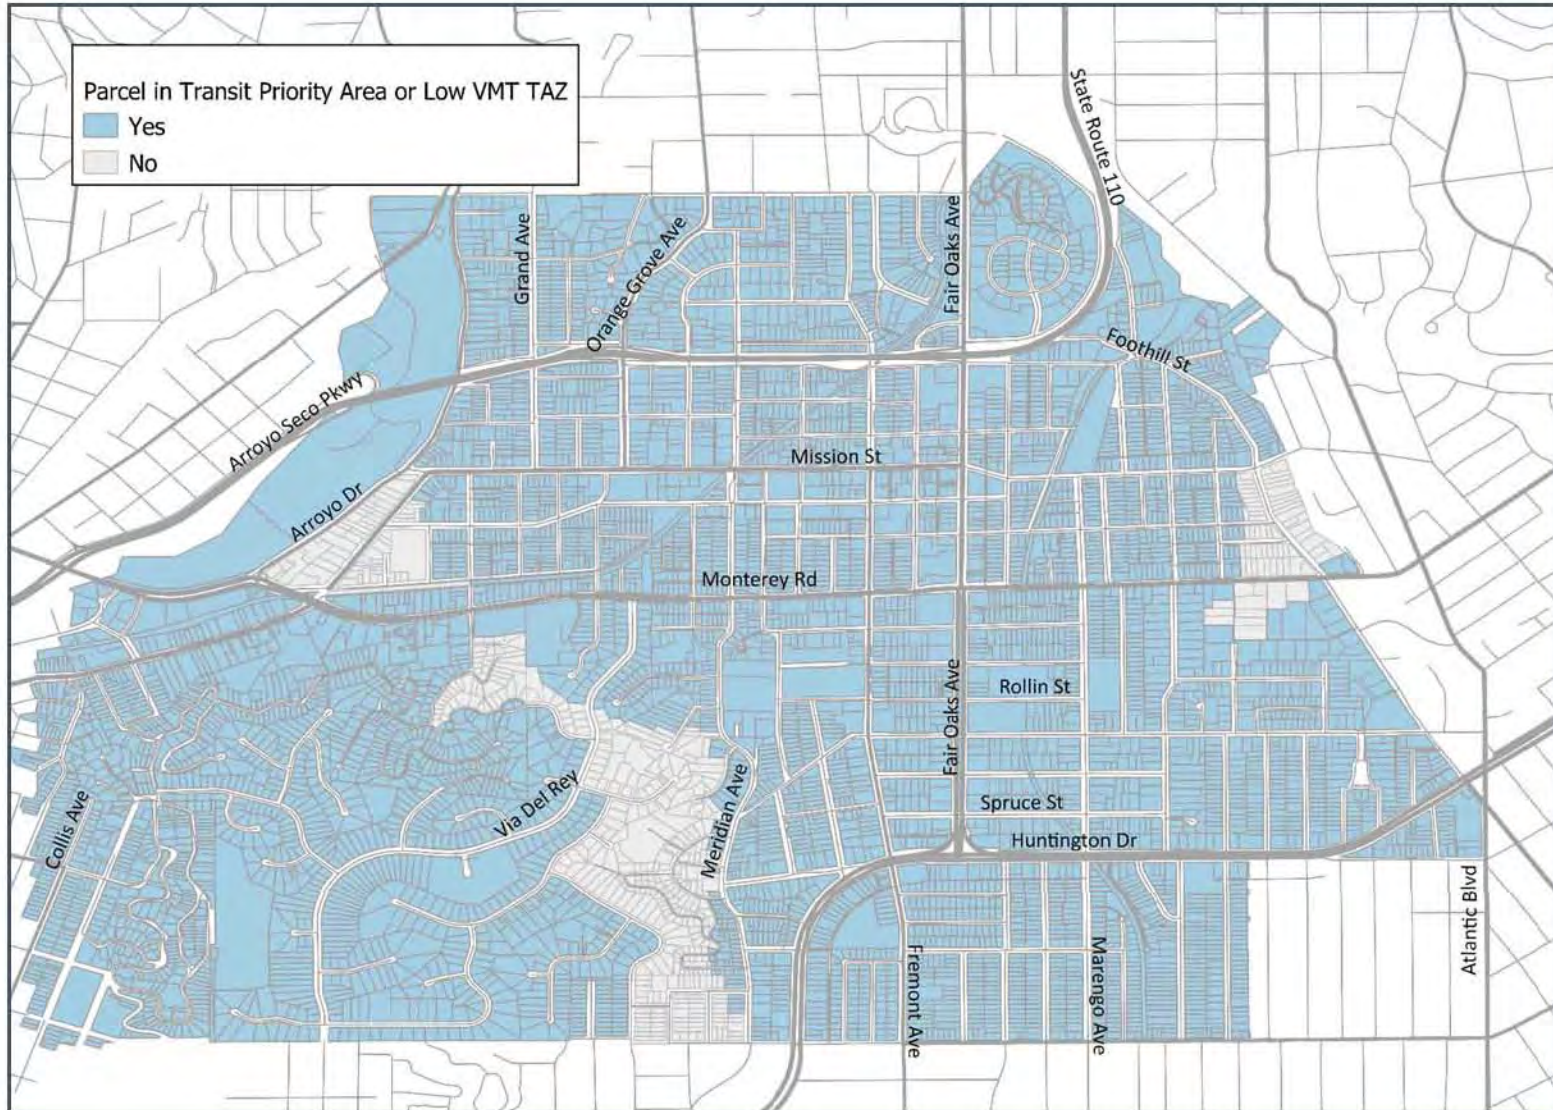 Parcel in Transit Priority Area or Low VMT TAZ
Yes
No
State Route 110
Grand Ave
Orange Grove Ave
Fair Oaks Ave
Foothill St
Arroyo Seco Pkwy
Mission St
Arroyo Dr
Monterey Rd
Fair Oaks Ave
Rollin St
Via Del Rey
Meridian Ave
Spruce St
Collis Ave
Huntington Dr
Atlantic Blvd
Fremont Ave
Marengo Ave